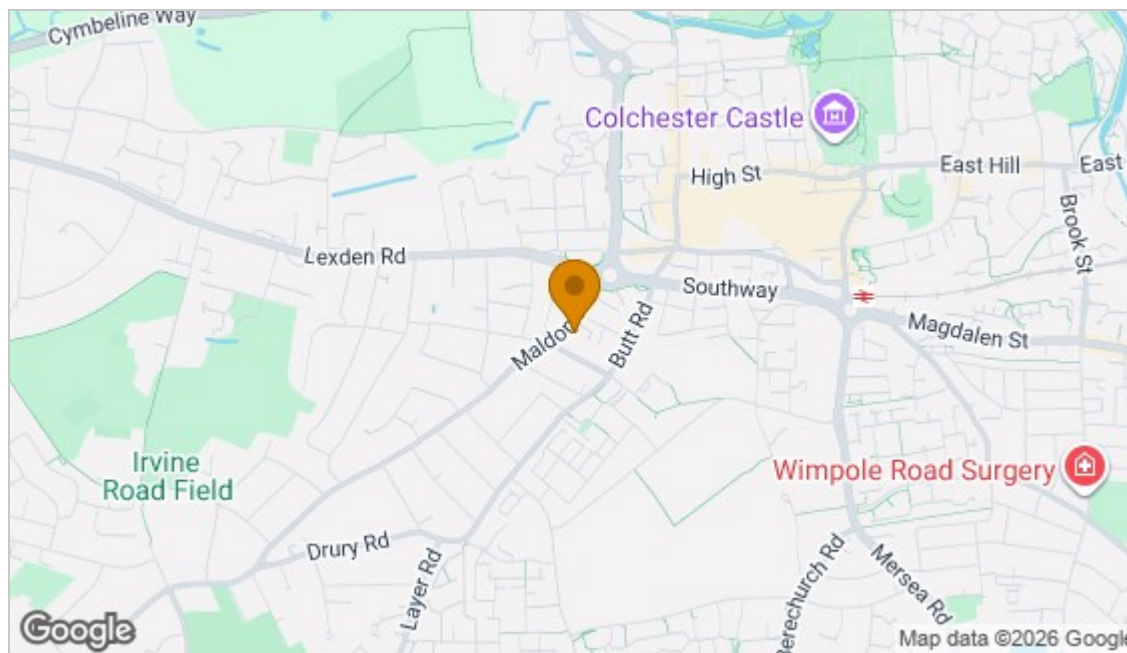 Cymbeline Way
Colchester Castle
High St
East Hill
East
Brook St
Lexden Rd
Southway
Maldon
Butt Rd
Magdalen St
Irvine
Road Field
Wimpole Road Surgery
Drury Rd
Layer Rd
Berechurch Rd
Mersea Rd
Google
Map data ©2026 Google